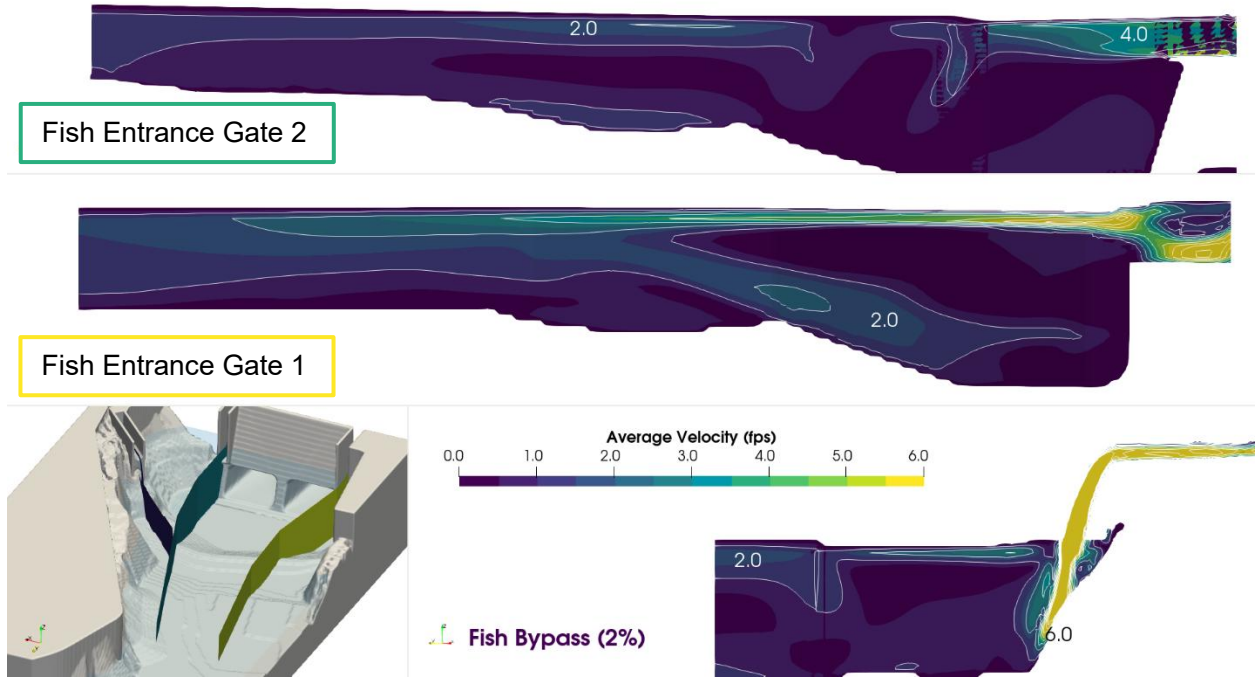 2.0
4.0
Fish Entrance Gate 2
2.0
Fish Entrance Gate 1
Average Velocity (fps)
0.0 1.0 2.0 3.0 4.0 5.0 6.0
2.0
6.0
Fish Bypass (2%)